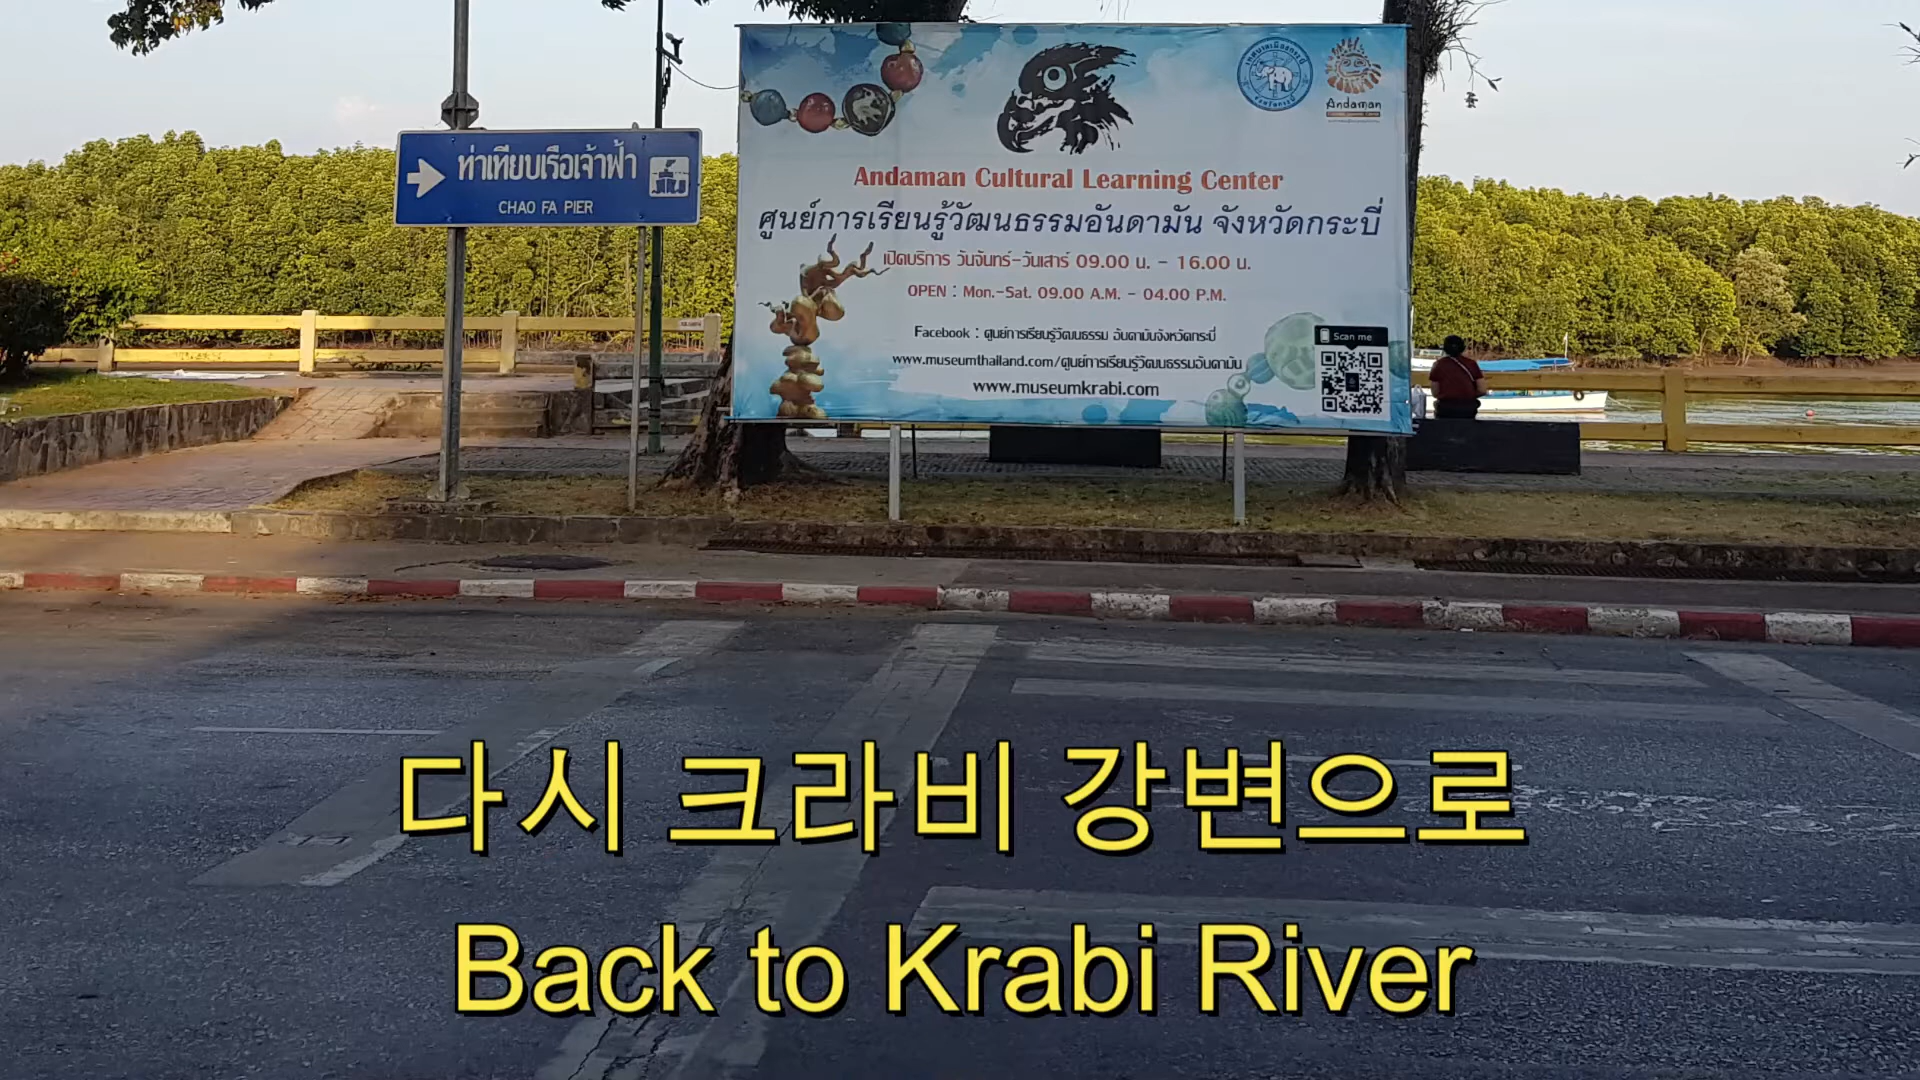 ท่าเทียบเรือเจ้าฟ้า
CHAO FA PIER
Andaman
Andaman Cultural Learning Center
ศูนย์การเรียนรู้วัฒนธรรมอันดามัน จังหวัดกระบี่
เปิดบริการ วันจันทร์-วันเสาร์ 09.00 น. - 16.00 น.
OPEN : Mon.-Sat. 09.00 A.M. - 04.00 P.M.
Facebook : ศูนย์การเรียนรู้วัฒนธรรม อันดามันจังหวัดกระบี่
www.museumthailand.com/ศูนย์การเรียนรู้วัฒนธรรมอันดามัน
www.museumkrabi.com
Scan me
다시 크라비 강변으로
Back to Krabi River